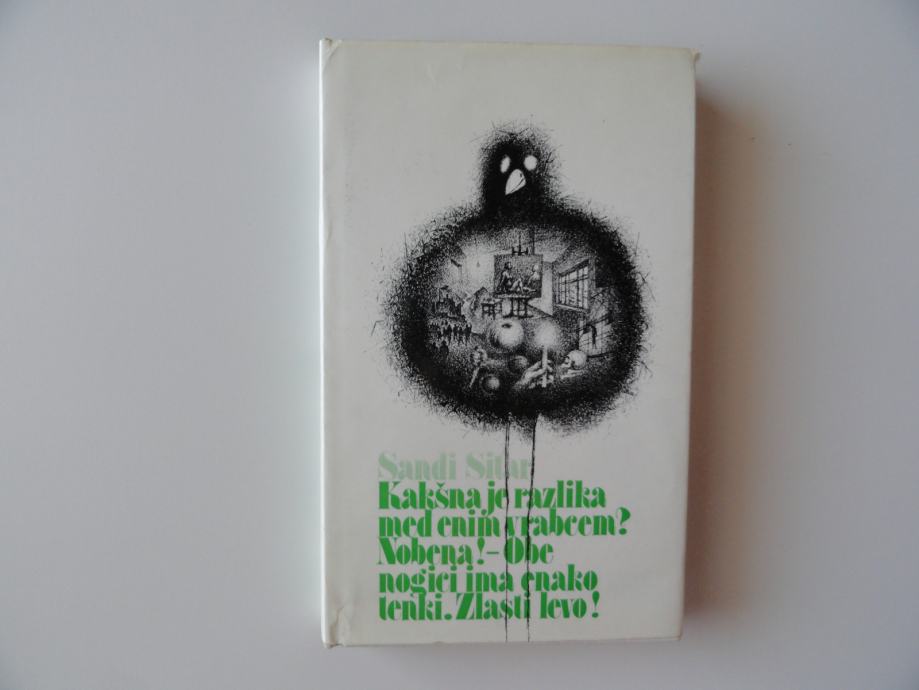 Sandi Sitar
Kakšna je razlika
med enim vrabcem?
Nobena!-Obe
nogici ima enako
tenki. Zlasti levo!